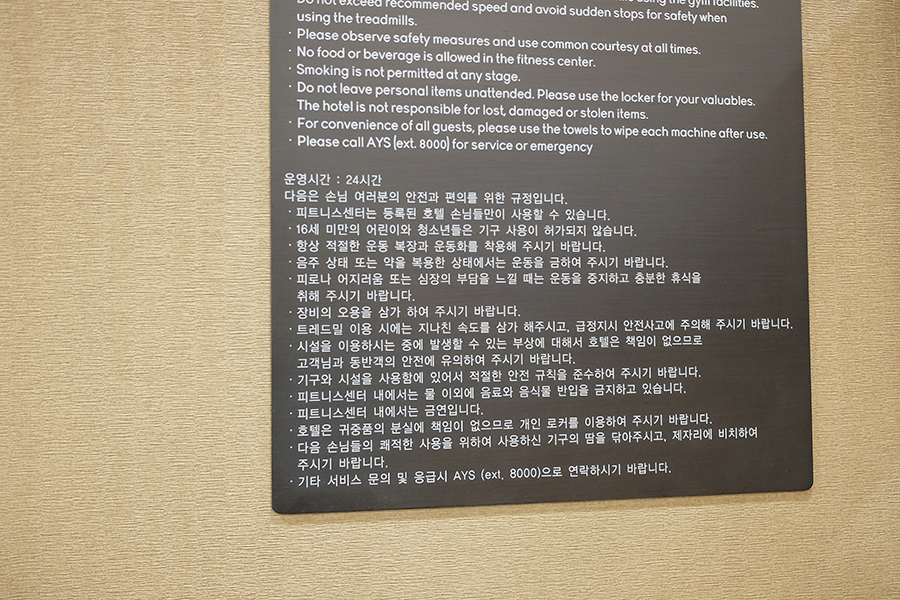 using the gym facilities.
Do not exceed recommended speed and avoid sudden stops for safety when
using the treadmills.
· Please observe safety measures and use common courtesy at all times.
· No food or beverage is allowed in the fitness center.
· Smoking is not permitted at any stage.
· Do not leave personal items unattended. Please use the locker for your valuables.
The hotel is not responsible for lost, damaged or stolen items.
· For convenience of all guests, please use the towels to wipe each machine after use.
· Please call AYS (ext. 8000) for service or emergency
운영시간 : 24시간
다음은 손님 여러분의 안전과 편의를 위한 규정입니다.
· 피트니스센터는 등록된 호텔 손님들만이 사용할 수 있습니다.
· 16세 미만의 어린이와 청소년들은 기구 사용이 허가되지 않습니다.
· 항상 적절한 운동 복장과 운동화를 착용해 주시기 바랍니다.
· 음주 상태 또는 약을 복용한 상태에서는 운동을 금하여 주시기 바랍니다.
· 피로나 어지러움 또는 심장의 부담을 느낄 때는 운동을 중지하고 충분한 휴식을
취해 주시기 바랍니다.
· 장비의 오용을 삼가 하여 주시기 바랍니다.
· 트레드밀 이용 시에는 지나친 속도를 삼가 해주시고, 급정지시 안전사고에 주의해 주시기 바랍니다.
· 시설을 이용하시는 중에 발생할 수 있는 부상에 대해서 호텔은 책임이 없으므로
고객님과 동반객의 안전에 유의하여 주시기 바랍니다.
· 기구와 시설을 사용함에 있어서 적절한 안전 규칙을 준수하여 주시기 바랍니다.
· 피트니스센터 내에서는 물 이외에 음료와 음식물 반입을 금지하고 있습니다.
· 피트니스센터 내에서는 금연입니다.
· 호텔은 귀중품의 분실에 책임이 없으므로 개인 로커를 이용하여 주시기 바랍니다.
· 다음 손님들의 쾌적한 사용을 위하여 사용하신 기구의 땀을 닦아주시고, 제자리에 비치하여
주시기 바랍니다.
· 기타 서비스 문의 및 응급시 AYS (ext. 8000)으로 연락하시기 바랍니다.